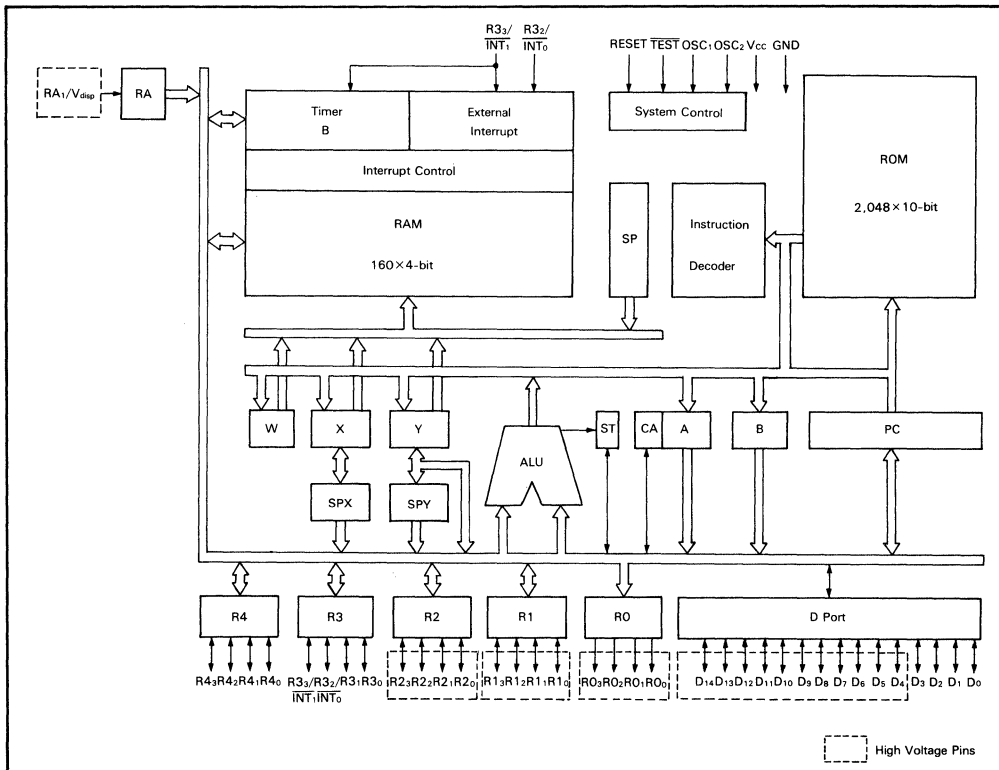 R3₃/ R3₂/
INT₁ INT₀
RESET TEST OSC₁ OSC₂ Vcc GND
RA₁/Vdisp
RA
Timer
B
External
Interrupt
System Control
Interrupt Control
RAM
160×4-bit
SP
Instruction
Decoder
ROM
2,048×10-bit
W
X
Y
ALU
ST
CA
A
B
PC
SPX
SPY
R4
R3
R2
R1
R0
D Port
R4₃R4₂R4₁R4₀
R3₃/R3₂/R3₁R3₀
INT₁INT₀
R2₃R2₂R2₁R2₀
R1₃R1₂R1₁R1₀
R0₃R0₂R0₁R0₀
D₁₄D₁₃D₁₂D₁₁D₁₀ D₉ D₈ D₇ D₆ D₅ D₄ D₃ D₂ D₁ D₀
High Voltage Pins